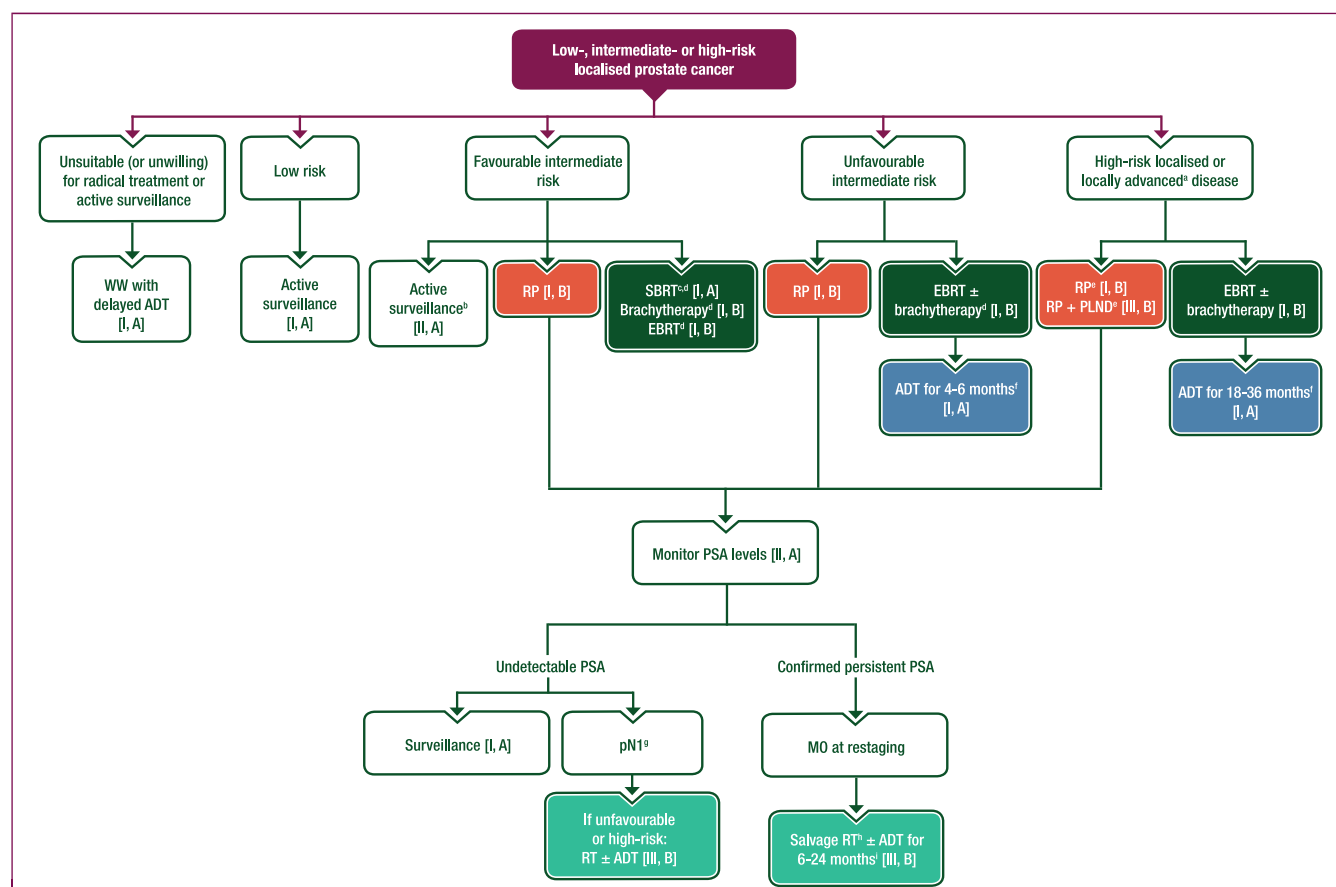 Low-, intermediate- or high-risk
localised prostate cancer
Unsuitable (or unwilling)
for radical treatment or
active surveillance
Low risk
Favourable intermediate
risk
Unfavourable
intermediate risk
High-risk localised or
locally advancedᵃ disease
WW with
delayed ADT
[I, A]
Active
surveillance
[I, A]
Active
surveillanceᵇ
[II, A]
RP [I, B]
SBRTᶜ,ᵈ [I, A]
Brachytherapyᵈ [I, B]
EBRTᵈ [I, B]
RP [I, B]
EBRT ±
brachytherapyᵈ [I, B]
RPᵉ [I, B]
RP + PLNDᵉ [III, B]
EBRT ±
brachytherapy [I, B]
ADT for 4-6 monthsᶠ
[I, A]
ADT for 18-36 monthsᶠ
[I, A]
Monitor PSA levels [II, A]
Undetectable PSA
Confirmed persistent PSA
Surveillance [I, A]
pN1ᵍ
MO at restaging
If unfavourable
or high-risk:
RT ± ADT [III, B]
Salvage RTʰ ± ADT for
6-24 monthsⁱ [III, B]